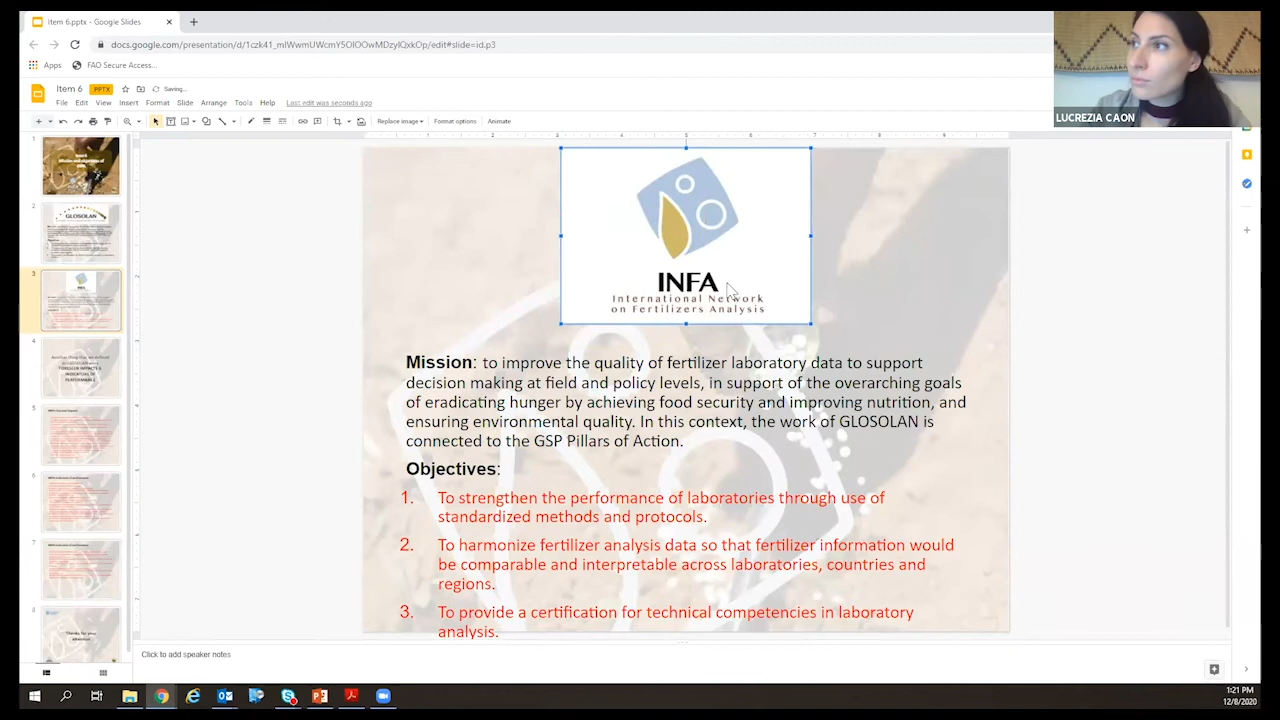 Item 6.pptx - Google Slides
docs.google.com/presentation/d/1czk41_mIWwmUWcmY5OIOOwMDzyIQxkOp/edit#slide=id.p3
Apps
FAO Secure Access...
LUCREZIA CAON
Item 6
PPTX
Saving...
File Edit View Insert Format Slide Arrange Tools Help
Last edit was seconds ago
Replace image
Format options
Animate
INFA
International Network
on Fertilizers Analysis
Mission: To improve the quality of fertilizer laboratory data to support
decision making at field and policy levels, in support of the overarching goals
of eradicating hunger by achieving food security and improving nutrition, and
ensuring environmental quality. In this context, the work of GLOSOLAN is
connected to the GSP Pillars of Action.
Objectives:
1. To strengthen the performance of laboratories through use of
standardized methods and protocols.
2. To harmonize fertilizer analysis data so that fertilizer information would
be comparable and interpretable across laboratories, countries and
regions.
3. To provide a certification for technical competencies in laboratory
analysis.
GLOSOLAN
INFA
Thanks for your
attention
Click to add speaker notes
1:21 PM
12/8/2020